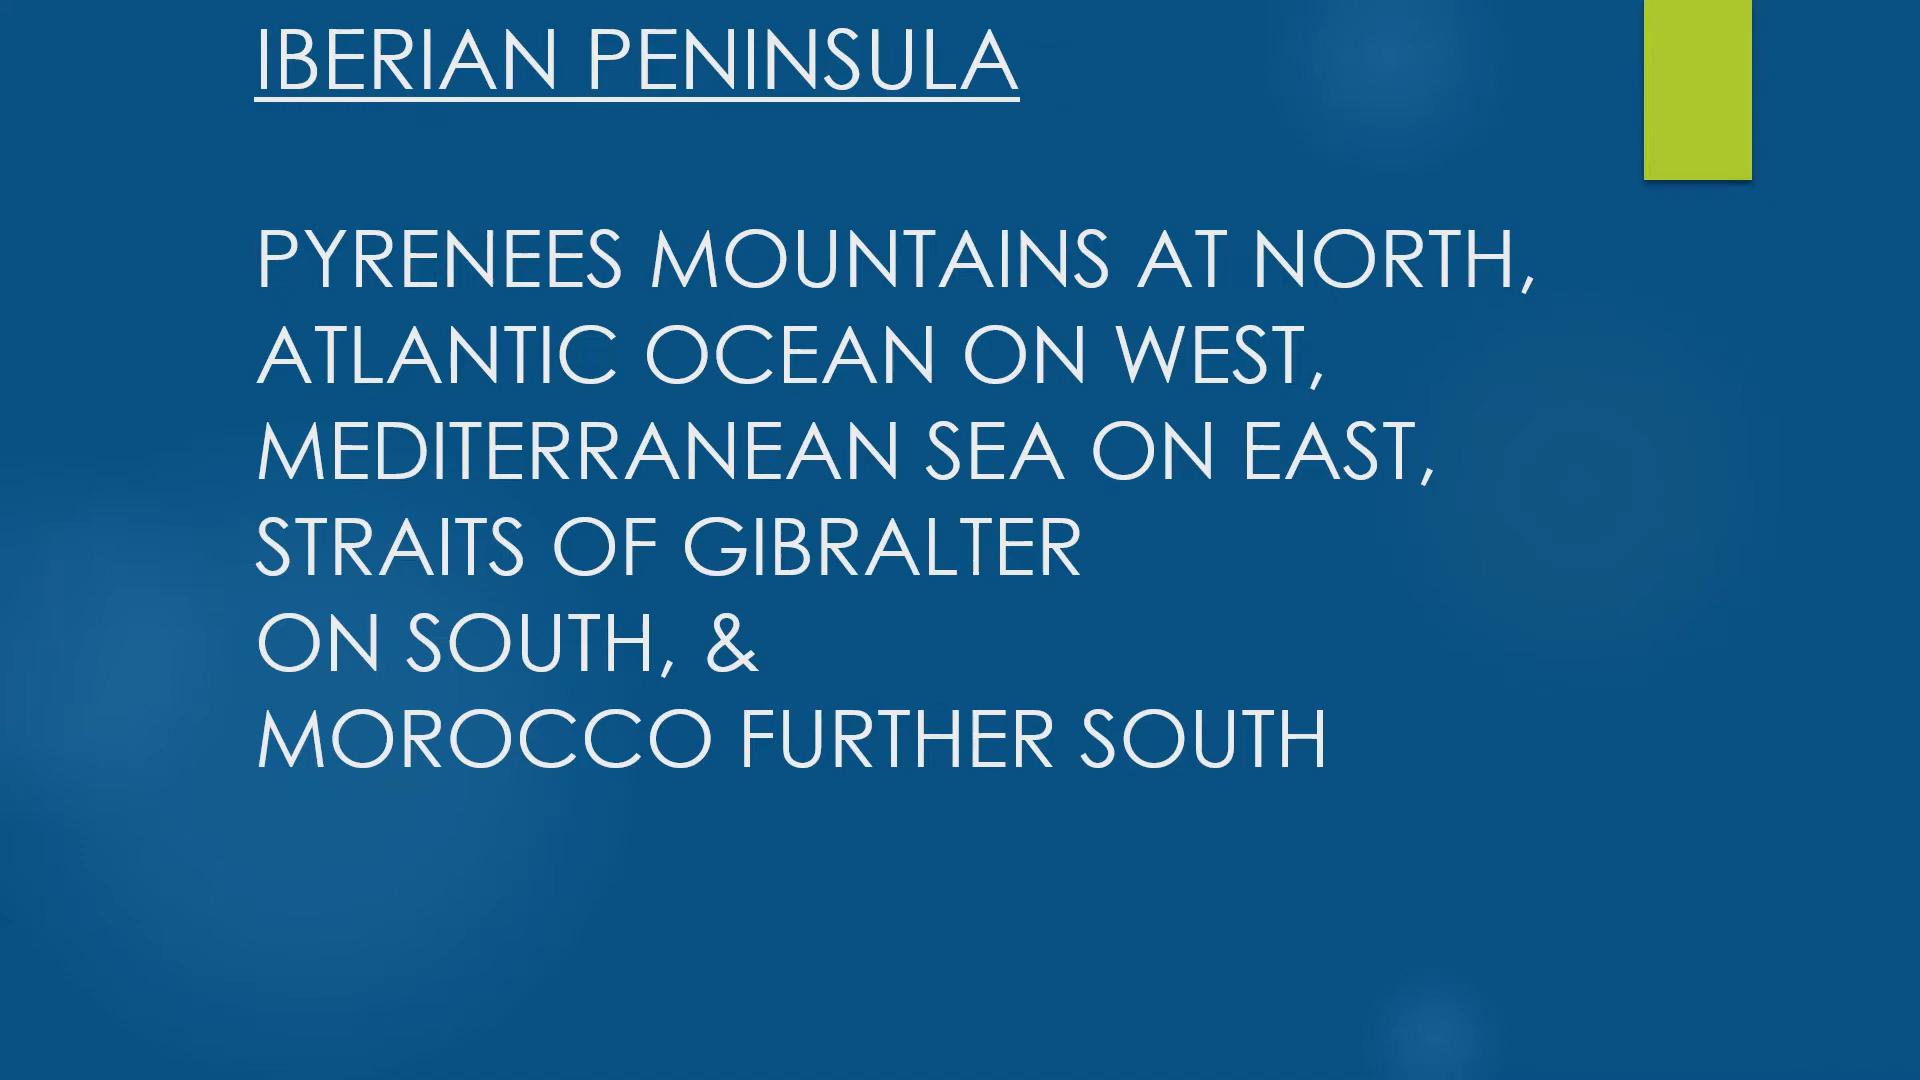 IBERIAN PENINSULA
PYRENEES MOUNTAINS AT NORTH,
ATLANTIC OCEAN ON WEST,
MEDITERRANEAN SEA ON EAST,
STRAITS OF GIBRALTER
ON SOUTH, &
MOROCCO FURTHER SOUTH